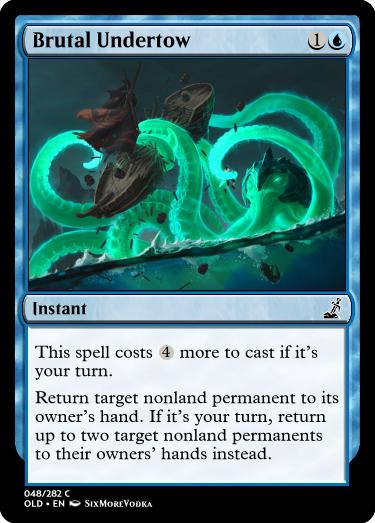 Brutal Undertow 1
Instant
This spell costs 4 more to cast if it's
your turn.
Return target nonland permanent to its
owner's hand. If it's your turn, return
up to two target nonland permanents
to their owners' hands instead.
048/282 C
OLD • EN SixMoreVodka